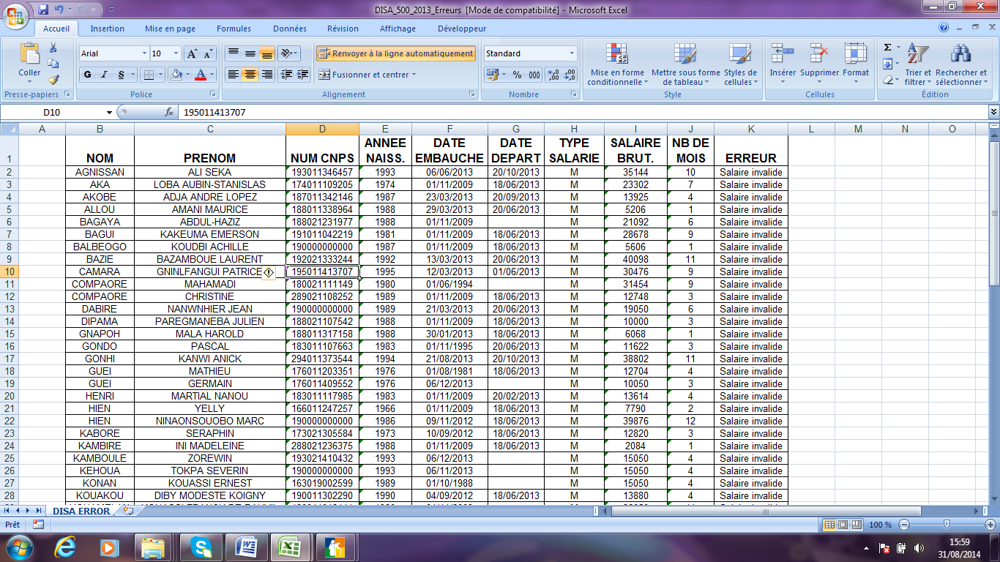 DISA_500_2013_Erreurs [Mode de compatibilité] - Microsoft Excel
Accueil Insertion Mise en page Formules Données Révision Affichage Développeur
Coller
Presse-papiers
Arial 10
G I S
Police
Renvoyer à la ligne automatiquement
Fusionner et centrer
Alignement
Standard
% 000
Nombre
Mise en forme conditionnelle
Mettre sous forme de tableau
Styles de cellules
Style
Insérer Supprimer Format
Cellules
Trier et filtrer
Rechercher et sélectionner
Édition
D10 fx 195011413707
A B C D E F G H I J K L M N O
1 NOM PRENOM NUM CNPS ANNEE NAISS. DATE EMBAUCHE DATE DEPART TYPE SALARIE SALAIRE BRUT. NB DE MOIS ERREUR
2 AGNISSAN ALI SEKA 193011346457 1993 06/06/2013 20/10/2013 M 35144 10 Salaire invalide
3 AKA LOBA AUBIN-STANISLAS 174011109205 1974 01/11/2009 18/06/2013 M 23302 7 Salaire invalide
4 AKOBE ADJA ANDRE LOPEZ 187011342146 1987 23/03/2013 20/09/2013 M 13925 4 Salaire invalide
5 ALLOU AMANI MAURICE 188011338964 1988 29/03/2013 20/06/2013 M 5206 1 Salaire invalide
6 BAGAYA ABDUL-HAZIZ 188021231977 1988 01/11/2009 M 21092 6 Salaire invalide
7 BAGUI KAKEUMA EMERSON 191011042219 1981 01/11/2009 18/06/2013 M 28678 9 Salaire invalide
8 BALBEOGO KOUDBI ACHILLE 190000000000 1987 01/11/2009 18/06/2013 M 5606 1 Salaire invalide
9 BAZIE BAZAMBOUE LAURENT 192021333244 1992 13/03/2013 20/06/2013 M 40098 11 Salaire invalide
10 CAMARA GNINLFANGUI PATRICE 195011413707 1995 12/03/2013 01/06/2013 M 30476 9 Salaire invalide
11 COMPAORE MAHAMADI 180021111149 1980 01/06/1994 M 31454 9 Salaire invalide
12 COMPAORE CHRISTINE 289021108252 1989 01/11/2009 18/06/2013 M 12748 3 Salaire invalide
13 DABIRE NANWNHIER JEAN 190000000000 1989 21/03/2013 20/06/2013 M 19050 6 Salaire invalide
14 DIPAMA PAREGMANEBA JULIEN 188021107542 1988 01/11/2009 18/06/2013 M 10000 3 Salaire invalide
15 GNAPOH MALA HAROLD 188011317158 1988 30/01/2013 18/06/2013 M 6068 1 Salaire invalide
16 GONDO PASCAL 183011107663 1983 01/11/1995 20/06/2013 M 11622 3 Salaire invalide
17 GONHI KANWI ANICK 294011373544 1994 21/08/2013 20/10/2013 M 38802 11 Salaire invalide
18 GUEI MATHIEU 176011203351 1976 01/08/1981 18/06/2013 M 12704 4 Salaire invalide
19 GUEI GERMAIN 176011409552 1976 06/12/2013 M 10050 3 Salaire invalide
20 HENRI MARTIAL NANOU 183011117985 1983 01/11/2009 20/02/2013 M 13614 4 Salaire invalide
21 HIEN YELLY 166011247257 1966 01/11/2009 18/06/2013 M 7790 2 Salaire invalide
22 HIEN NINAONSOUOBO MARC 190000000000 1986 09/11/2012 18/06/2013 M 39876 12 Salaire invalide
23 KABORE SERAPHIN 173021305584 1973 10/09/2012 18/06/2013 M 12820 3 Salaire invalide
24 KAMBIRE INI MADELEINE 288021236375 1988 01/11/2009 18/06/2013 M 2084 1 Salaire invalide
25 KAMBOULE ZOREWIN 193021410432 1993 06/12/2013 M 15050 4 Salaire invalide
26 KEHOUA TOKPA SEVERIN 190000000000 1993 06/11/2013 M 15050 4 Salaire invalide
27 KONAN KOUASSI ERNEST 163019002599 1989 01/10/1988 M 15050 4 Salaire invalide
28 KOUAKOU DIBY MODESTE KOIGNY 190011302290 1990 04/09/2012 18/06/2013 M 13880 4 Salaire invalide
DISA ERROR
Prêt 100 %
15:59
31/08/2014